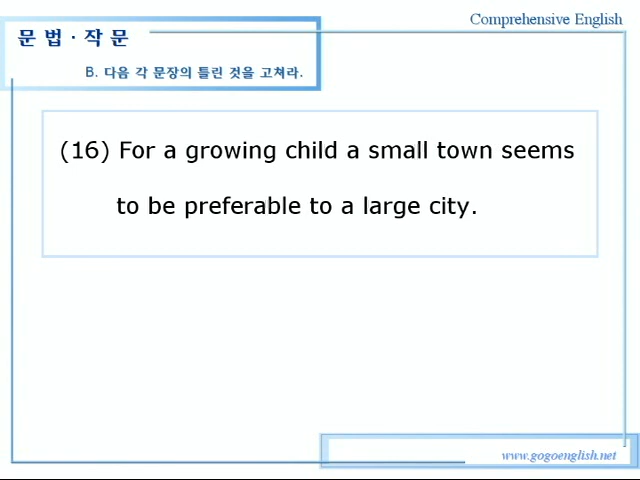 Comprehensive English
문 법 · 작 문
B. 다음 각 문장의 틀린 것을 고쳐라.
(16) For a growing child a small town seems
to be preferable to a large city.
www.gogoenglish.net